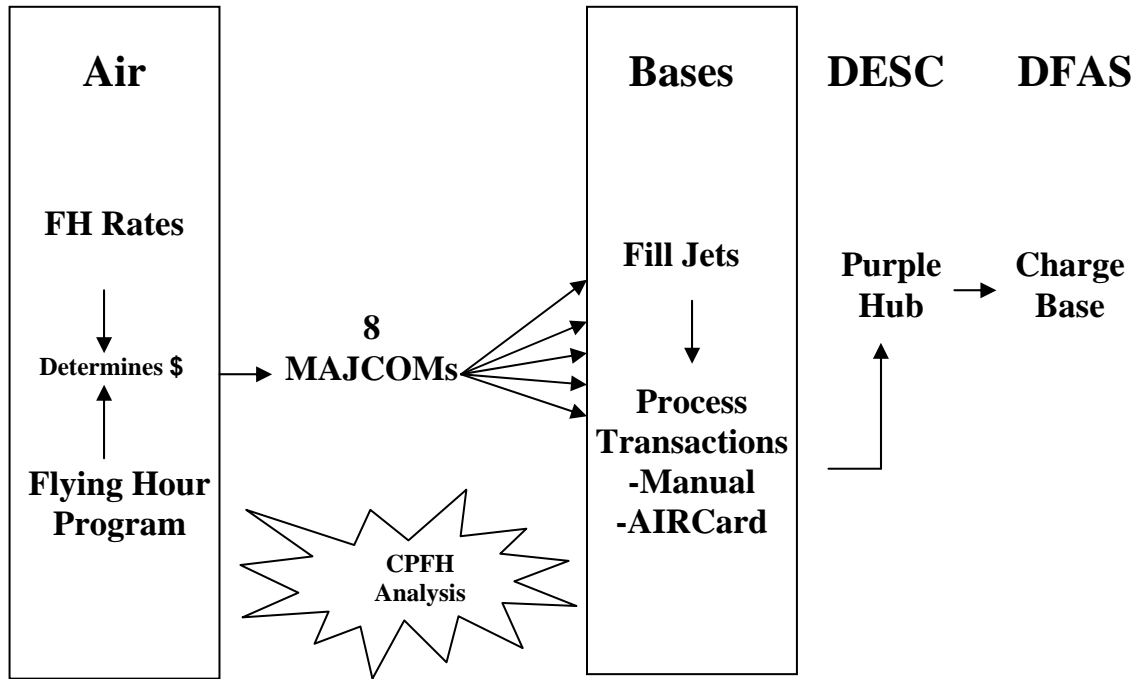 Air
FH Rates
Determines $
Flying Hour
Program
8
MAJCOMs
CPFH
Analysis
Bases
Fill Jets
Process
Transactions
-Manual
-AIRCard
DESC
Purple
Hub
DFAS
Charge
Base